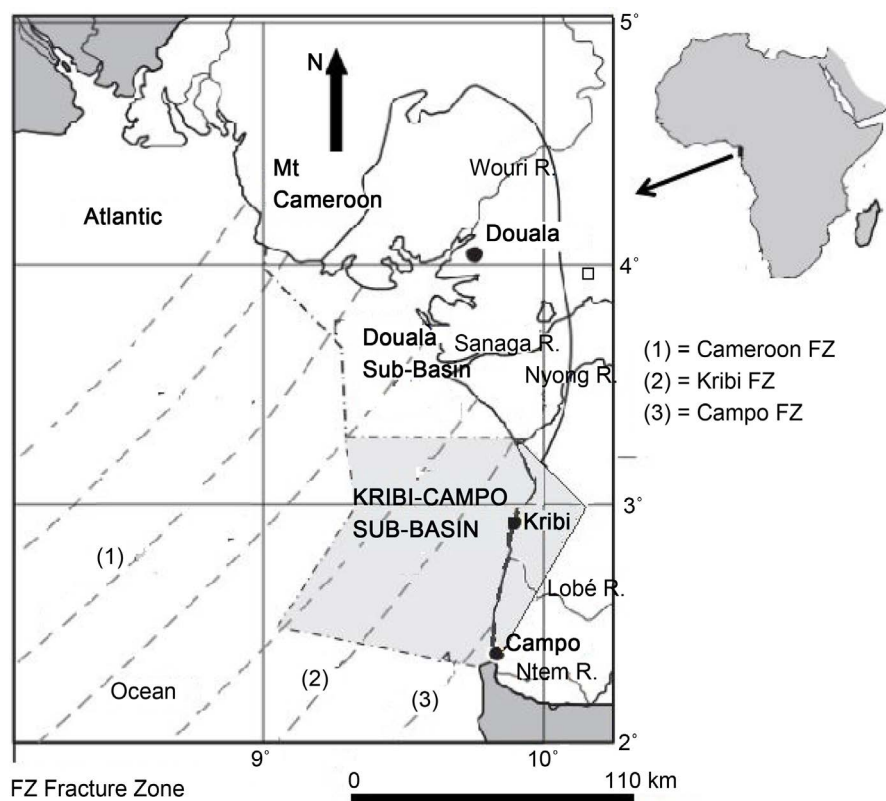 5°
N
Wouri R.
Mt
Cameroon
Atlantic
Douala
4°
Douala
Sub-Basin
Sanaga R.
Nyong R.
(1) = Cameroon FZ
(2) = Kribi FZ
(3) = Campo FZ
KRIBI-CAMPO
SUB-BASIN
3°
Kribi
(1)
Lobé R.
Campo
Ntem R.
(2)
Ocean
(3)
2°
9°
10°
FZ Fracture Zone
0
110 km